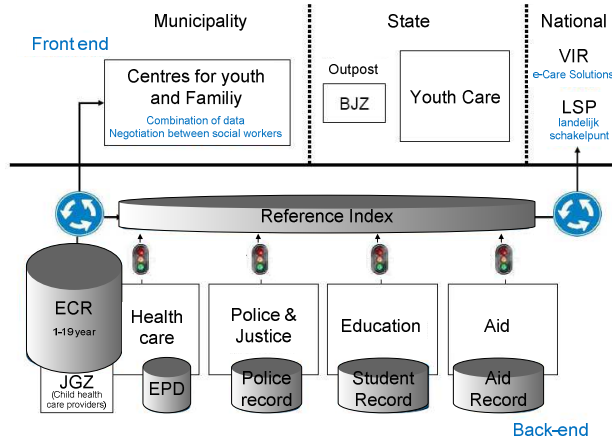 Municipality
State
National
Front end
Centres for youth
and Familiy
Combination of data
Negotiation between social workers
Outpost
BJZ
Youth Care
VIR
e-Care Solutions
LSP
landelijk
schakelpunt
Reference Index
ECR
1-19 year
JGZ
(Child health
care providers)
Health
care
EPD
Police &
Justice
Police
record
Education
Student
Record
Aid
Aid
Record
Back-end